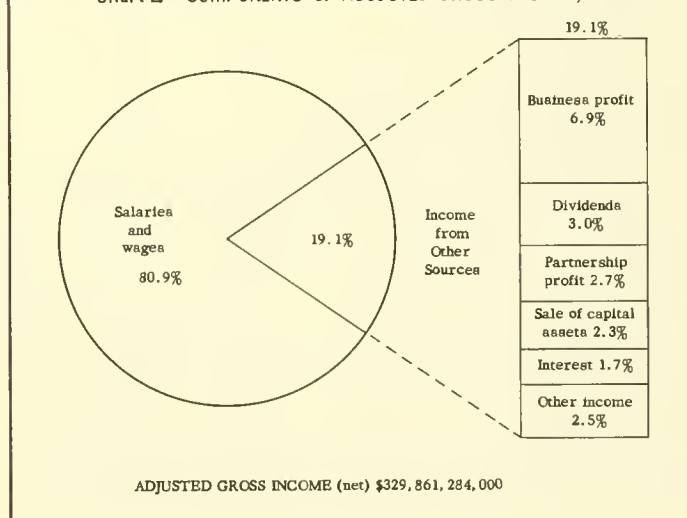 19.1%
Salaries
and
wages
80.9%
19.1%
Income
from
Other
Sources
Business profit
6.9%
Dividends
3.0%
Partnership
profit 2.7%
Sale of capital
assets 2.3%
Interest 1.7%
Other income
2.5%
ADJUSTED GROSS INCOME (net) $329,861,284,000